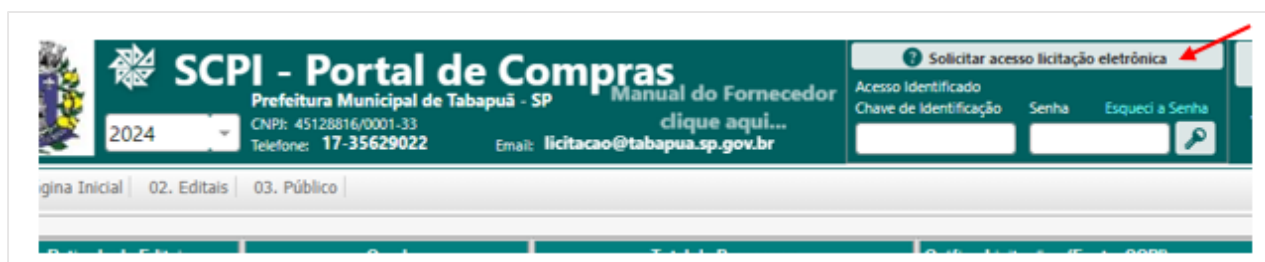 SCPI - Portal de Compras
Prefeitura Municipal de Tabapuã - SP
Manual do Fornecedor
clique aqui...
2024
CNPJ: 45128816/0001-33
Telefone: 17-35629022 Email: licitacao@tabapua.sp.gov.br
Solicitar acesso licitação eletrônica
Acesso Identificado
Chave de Identificação Senha Esqueci a Senha
gina Inicial 02. Editais 03. Público